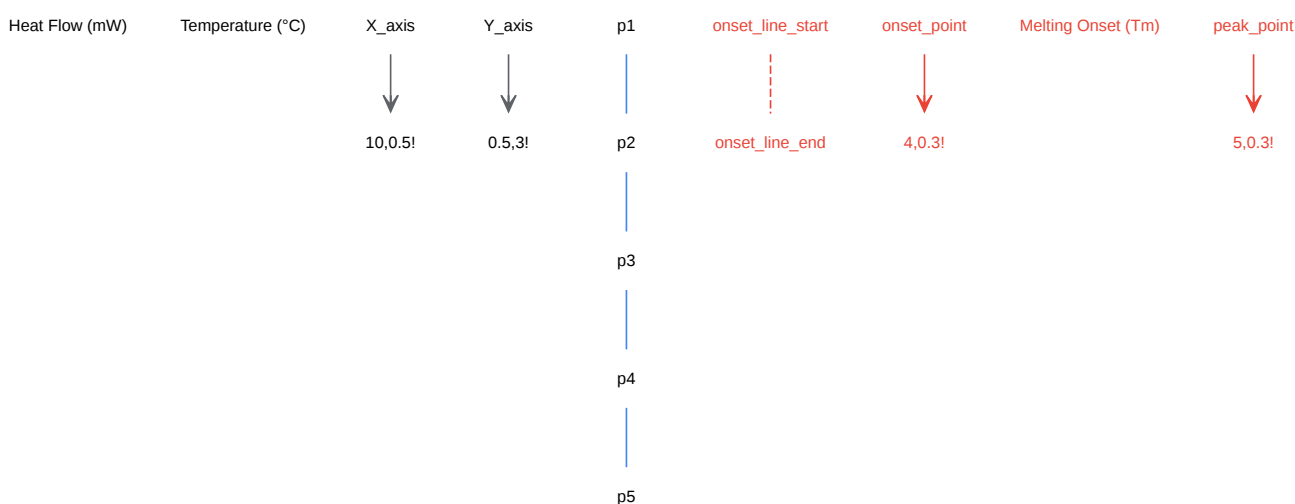 Heat Flow (mW) Temperature (°C) X_axis Y_axis p1 onset_line_start onset_point Melting Onset (Tm) peak_point
10,0.5! 0.5,3! p2 onset_line_end 4,0.3! 5,0.3!
p3
p4
p5